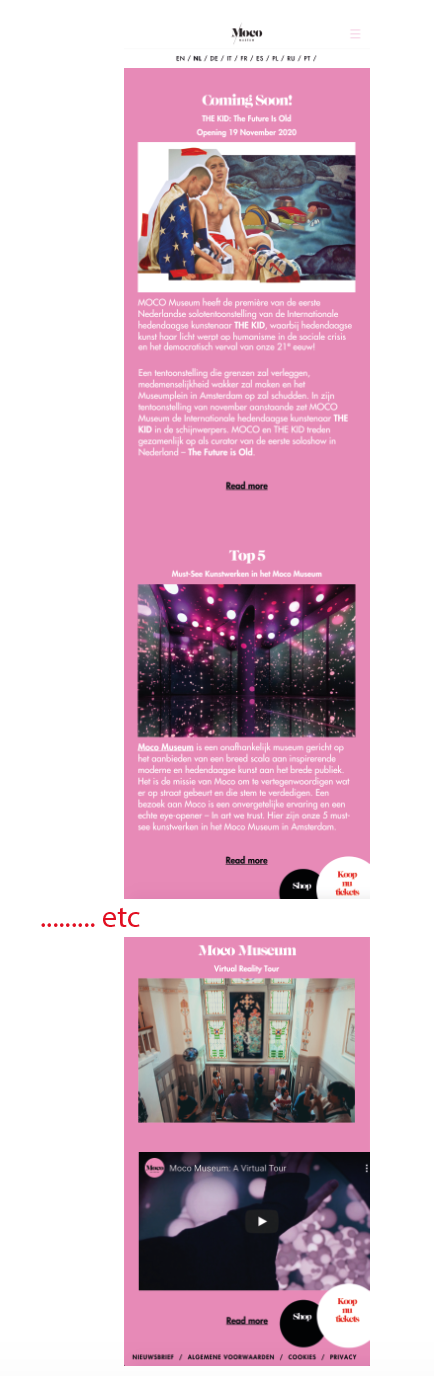 Moco
MUSEUM
EN / NL / DE / IT / FR / ES / PL / RU / PT /
Coming Soon!
THE KID: The Future Is Old
Opening 19 November 2020
MOCO Museum heeft de première van de eerste
Nederlandse solotentoonstelling van de Internationale
hedendaagse kunstenaar THE KID, waarbij hedendaagse
kunst haar licht werpt op humanisme in de sociale crisis
en het democratisch verval van onze 21e eeuw!
Een tentoonstelling die grenzen zal verleggen,
medemenselijkheid wakker zal maken en het
Museumplein in Amsterdam op zal schudden. In zijn
tentoonstelling van november aanstaande zet MOCO
Museum de Internationale hedendaagse kunstenaar THE
KID in de schijnwerpers. MOCO en THE KID treden
gezamenlijk op als curator van de eerste soloshow in
Nederland – The Future is Old.
Read more
Top 5
Must-See Kunstwerken in het Moco Museum
Moco Museum is een onafhankelijk museum gericht op
het aanbieden van een breed scala aan inspirerende
moderne en hedendaagse kunst aan het brede publiek.
Het is de missie van Moco om te vertegenwoordigen wat
er op straat gebeurt en die stem te verdedigen. Een
bezoek aan Moco is een onvergetelijke ervaring en een
echte eye-opener – In art we trust. Hier zijn onze 5 must-
see kunstwerken in het Moco Museum in Amsterdam.
Read more
Shop
Koop
nu
tickets
......... etc
Moco Museum
Virtual Reality Tour
Moco
Moco Museum: A Virtual Tour
Read more
Shop
Koop
nu
tickets
NIEUWSBRIEF / ALGEMENE VOORWAARDEN / COOKIES / PRIVACY